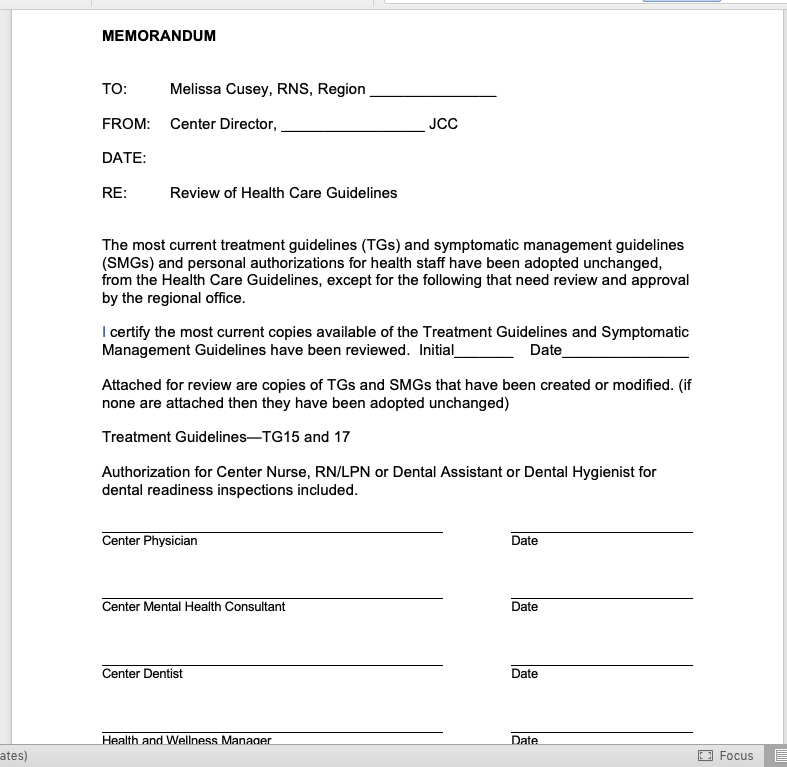 MEMORANDUM
TO: Melissa Cusey, RNS, Region _______________
FROM: Center Director, _________________ JCC
DATE:
RE: Review of Health Care Guidelines
The most current treatment guidelines (TGs) and symptomatic management guidelines
(SMGs) and personal authorizations for health staff have been adopted unchanged,
from the Health Care Guidelines, except for the following that need review and approval
by the regional office.
I certify the most current copies available of the Treatment Guidelines and Symptomatic
Management Guidelines have been reviewed. Initial_______ Date_______________
Attached for review are copies of TGs and SMGs that have been created or modified. (if
none are attached then they have been adopted unchanged)
Treatment Guidelines—TG15 and 17
Authorization for Center Nurse, RN/LPN or Dental Assistant or Dental Hygienist for
dental readiness inspections included.
Center Physician Date
Center Mental Health Consultant Date
Center Dentist Date
Health and Wellness Manager Date
ates) Focus